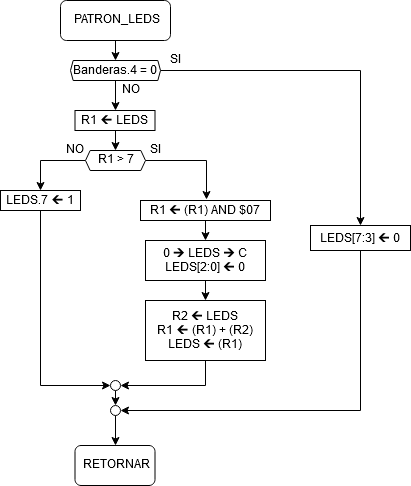 PATRON_LEDS
Banderas.4 = 0
SI
NO
R1 🡨 LEDS
NO
R1 > 7
SI
LEDS.7 🡨 1
R1 🡨 (R1) AND $07
LEDS[7:3] 🡨 0
0 🡪 LEDS 🡪 C
LEDS[2:0] 🡨 0
R2 🡨 LEDS
R1 🡨 (R1) + (R2)
LEDS 🡨 (R1)
RETORNAR